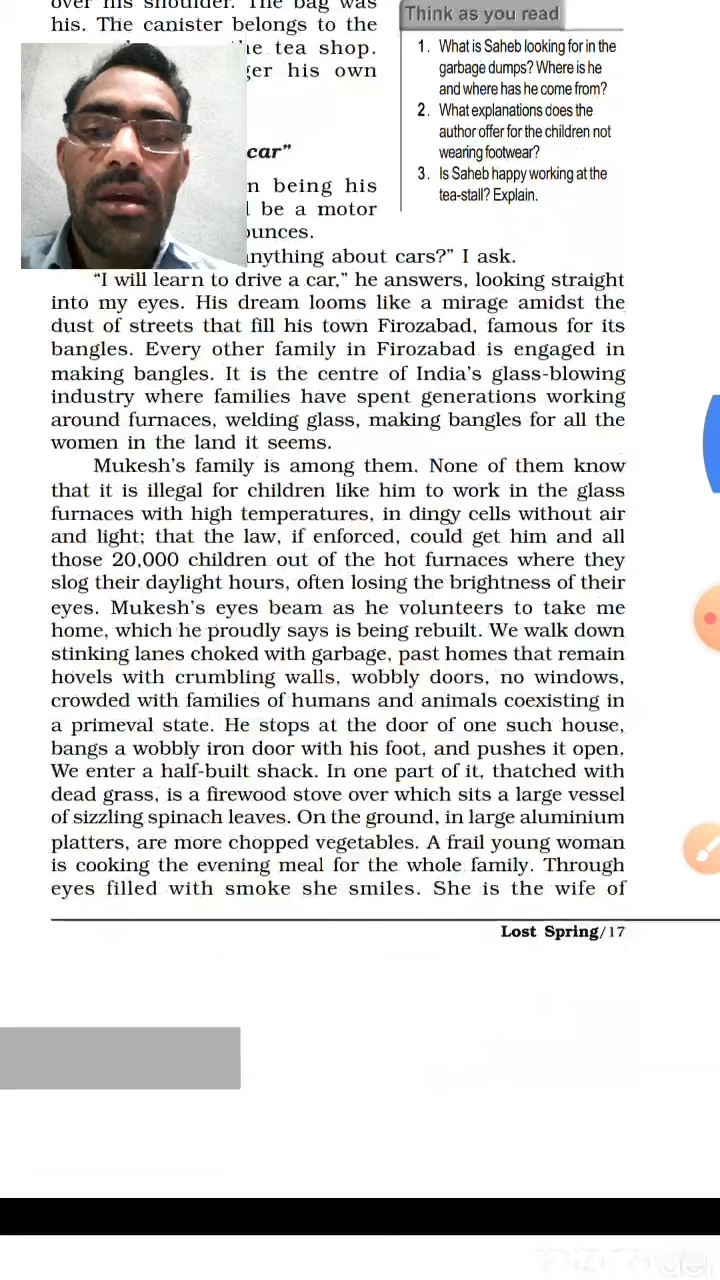 over his shoulder. The bag was
his. The canister belongs to the
he tea shop.
ger his own
car”
n being his
be a motor
ounces.
nything about cars?” I ask.
“I will learn to drive a car,” he answers, looking straight
into my eyes. His dream looms like a mirage amidst the
dust of streets that fill his town Firozabad, famous for its
bangles. Every other family in Firozabad is engaged in
making bangles. It is the centre of India’s glass-blowing
industry where families have spent generations working
around furnaces, welding glass, making bangles for all the
women in the land it seems.
Mukesh’s family is among them. None of them know
that it is illegal for children like him to work in the glass
furnaces with high temperatures, in dingy cells without air
and light; that the law, if enforced, could get him and all
those 20,000 children out of the hot furnaces where they
slog their daylight hours, often losing the brightness of their
eyes. Mukesh’s eyes beam as he volunteers to take me
home, which he proudly says is being rebuilt. We walk down
stinking lanes choked with garbage, past homes that remain
hovels with crumbling walls, wobbly doors, no windows,
crowded with families of humans and animals coexisting in
a primeval state. He stops at the door of one such house,
bangs a wobbly iron door with his foot, and pushes it open.
We enter a half-built shack. In one part of it, thatched with
dead grass, is a firewood stove over which sits a large vessel
of sizzling spinach leaves. On the ground, in large aluminium
platters, are more chopped vegetables. A frail young woman
is cooking the evening meal for the whole family. Through
eyes filled with smoke she smiles. She is the wife of
Think as you read
1. What is Saheb looking for in the
garbage dumps? Where is he
and where has he come from?
2. What explanations does the
author offer for the children not
wearing footwear?
3. Is Saheb happy working at the
tea-stall? Explain.
Lost Spring/17